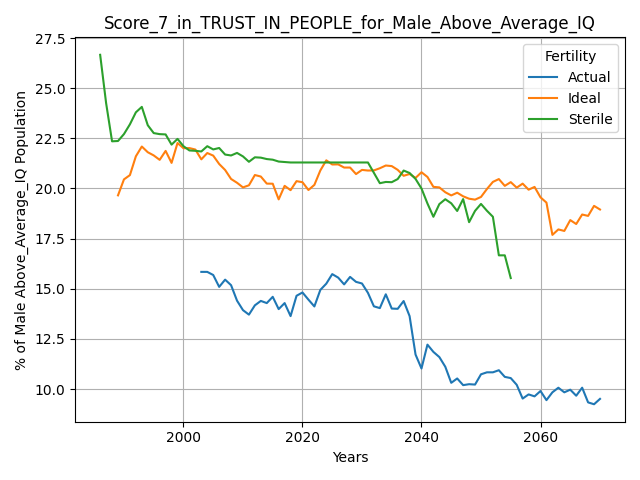 Score_7_in_TRUST_IN_PEOPLE_for_Male_Above_Average_IQ
27.5
25.0
22.5
20.0
17.5
15.0
12.5
10.0
% of Male Above_Average_IQ Population
Fertility
Actual
Ideal
Sterile
2000
2020
2040
2060
Years